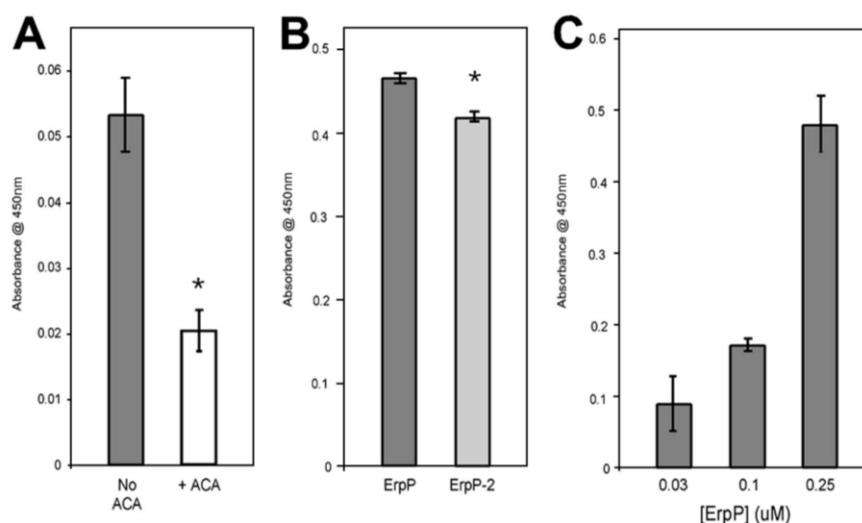 A
Absorbance @ 450nm
0.06
0.05
0.04
0.03
0.02
0.01
0
*
No
ACA
+ ACA
B
Absorbance @ 450nm
0.5
0.4
0.3
0.2
0.1
0
*
ErpP
ErpP-2
C
Absorbance @ 450nm
0.6
0.5
0.4
0.3
0.2
0.1
0
0.03
0.1
0.25
[ErpP] (uM)